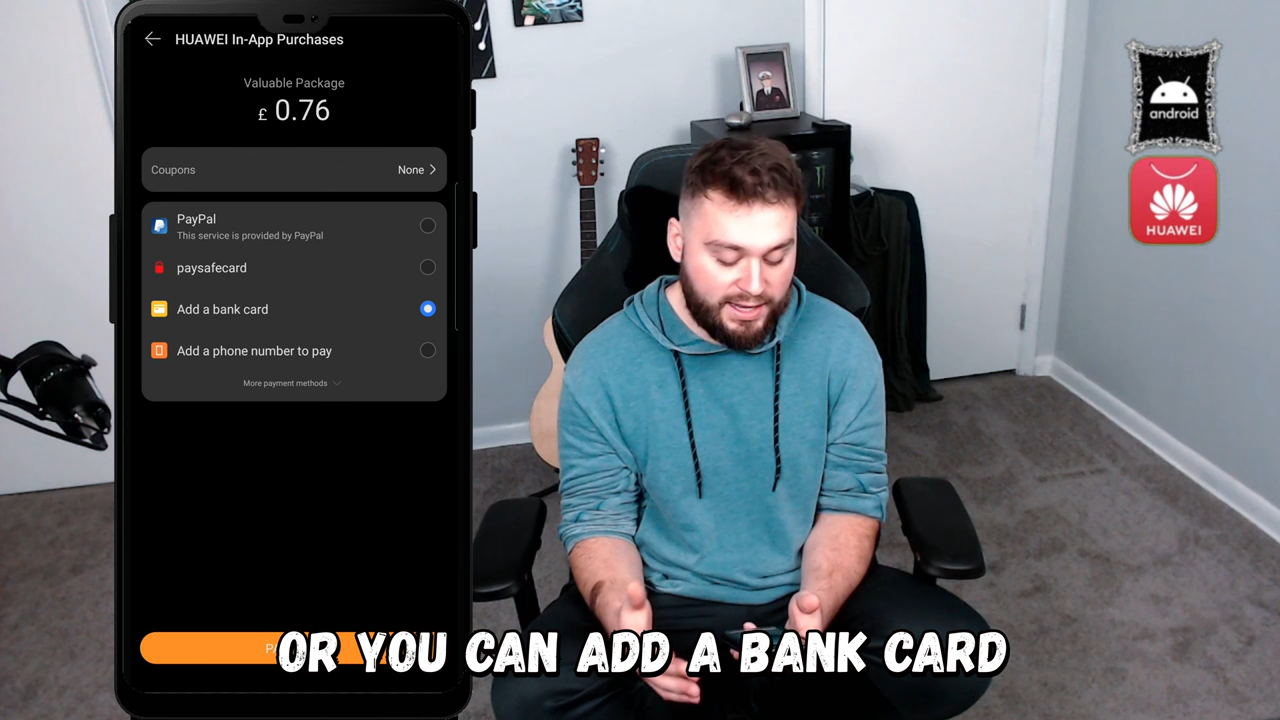 HUAWEI In-App Purchases
Valuable Package
£ 0.76
Coupons
None
PayPal
This service is provided by PayPal
paysafecard
Add a bank card
Add a phone number to pay
More payment methods
OR YOU CAN ADD A BANK CARD
android
HUAWEI